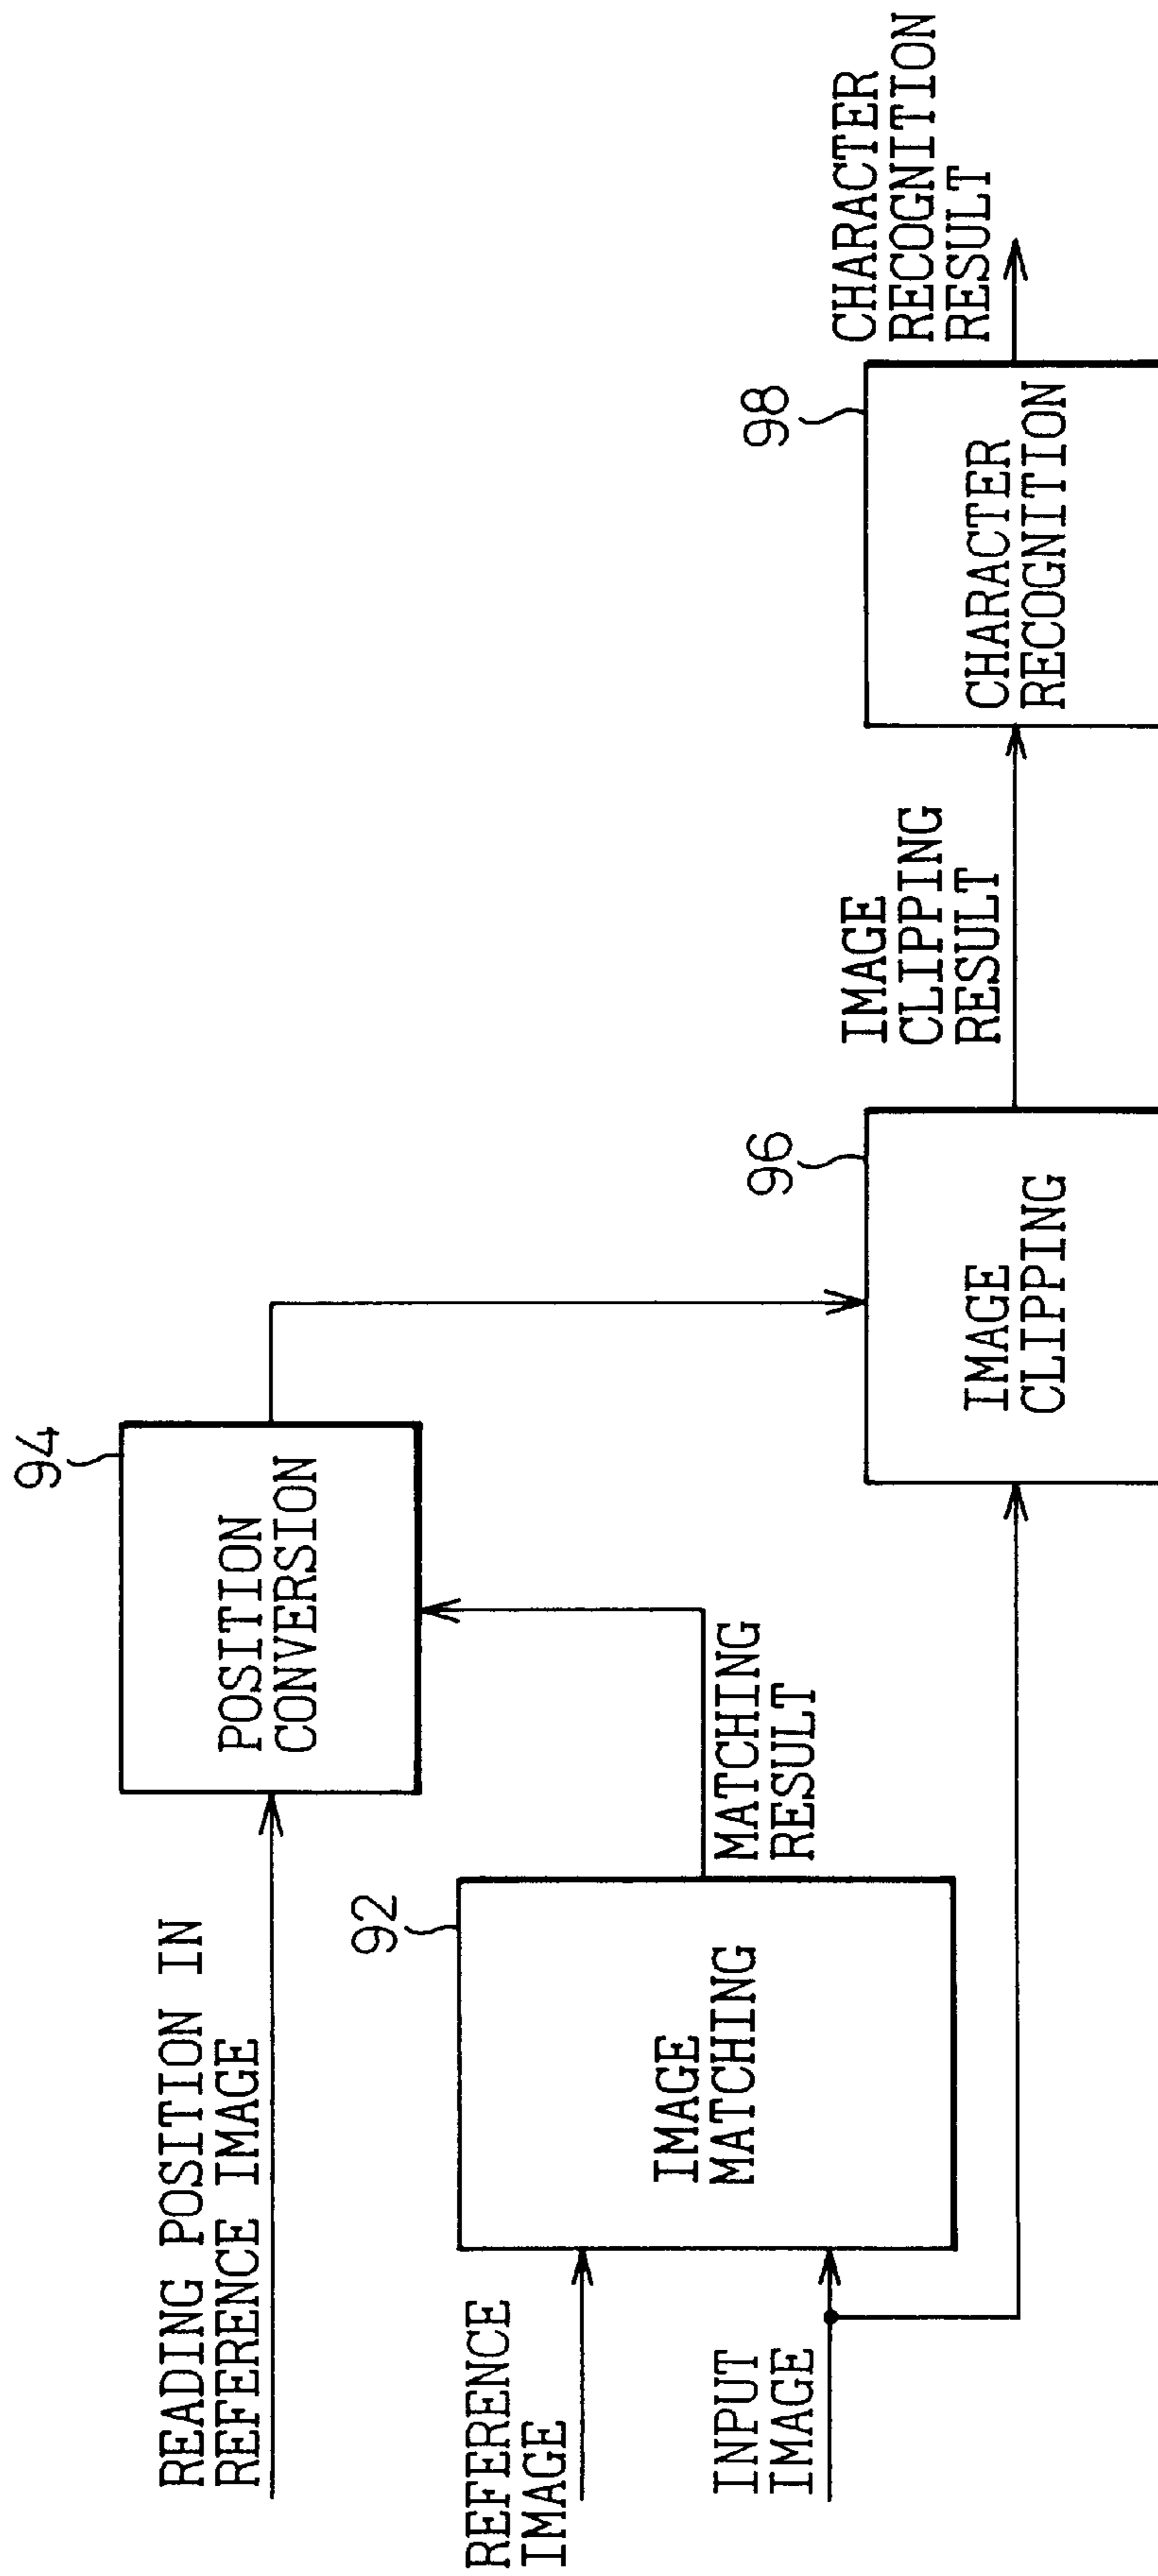 READING POSITION IN
REFERENCE IMAGE
94
POSITION
CONVERSION
REFERENCE
IMAGE
INPUT
IMAGE
92
IMAGE
MATCHING
MATCHING
RESULT
96
IMAGE
CLIPPING
IMAGE
CLIPPING
RESULT
98
CHARACTER
RECOGNITION
CHARACTER
RECOGNITION
RESULT